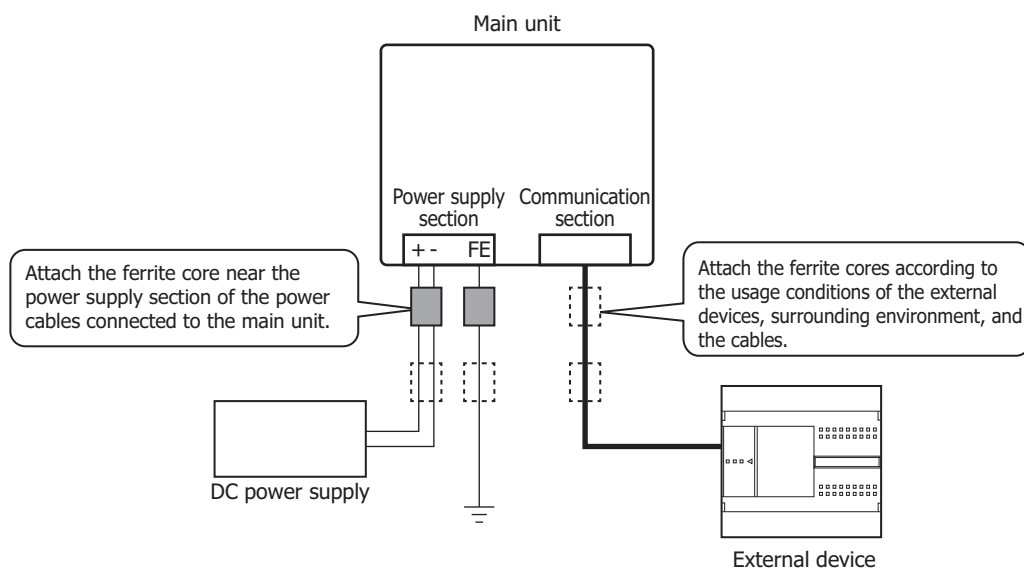 Main unit
Power supply
section
Communication
section
+ -
FE
Attach the ferrite core near the
power supply section of the power
cables connected to the main unit.
Attach the ferrite cores according to
the usage conditions of the external
devices, surrounding environment, and
the cables.
DC power supply
External device